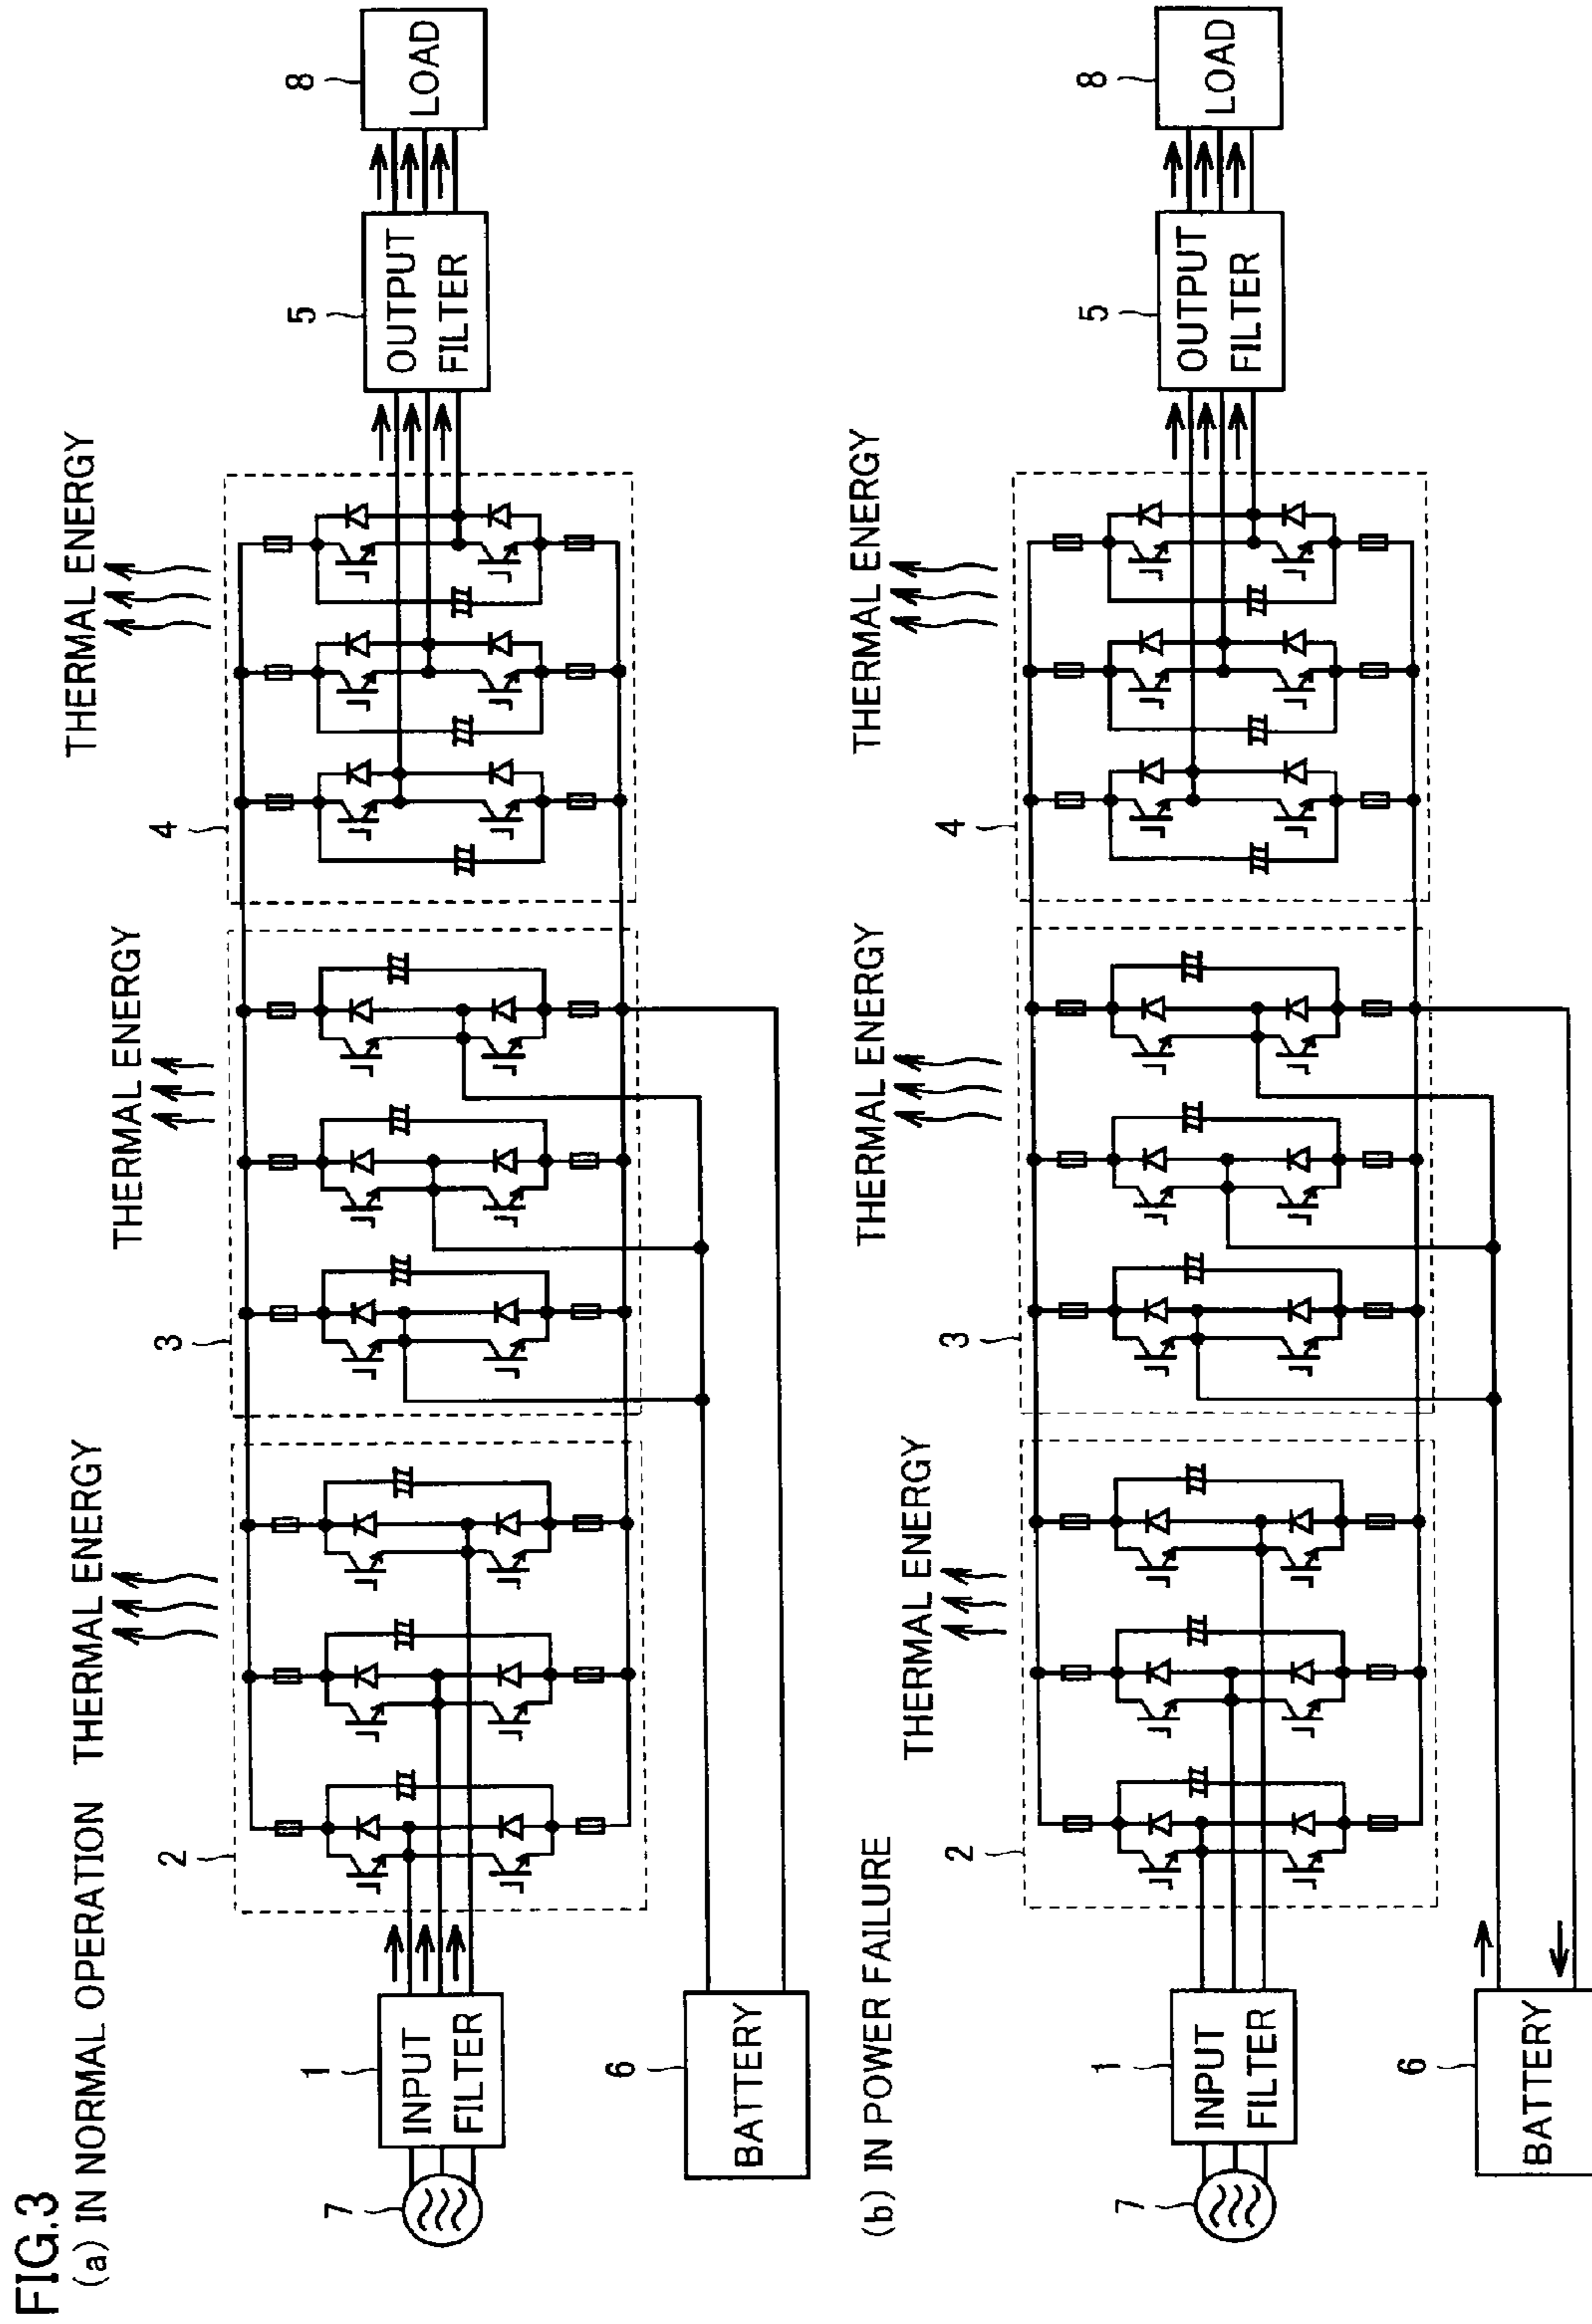 FIG.3
(a) IN NORMAL OPERATION
THERMAL ENERGY
THERMAL ENERGY
THERMAL ENERGY
2
3
4
7
1
INPUT
FILTER
5
OUTPUT
FILTER
8
LOAD
6
BATTERY
(b) IN POWER FAILURE
THERMAL ENERGY
THERMAL ENERGY
THERMAL ENERGY
2
3
4
7
1
INPUT
FILTER
5
OUTPUT
FILTER
8
LOAD
6
BATTERY